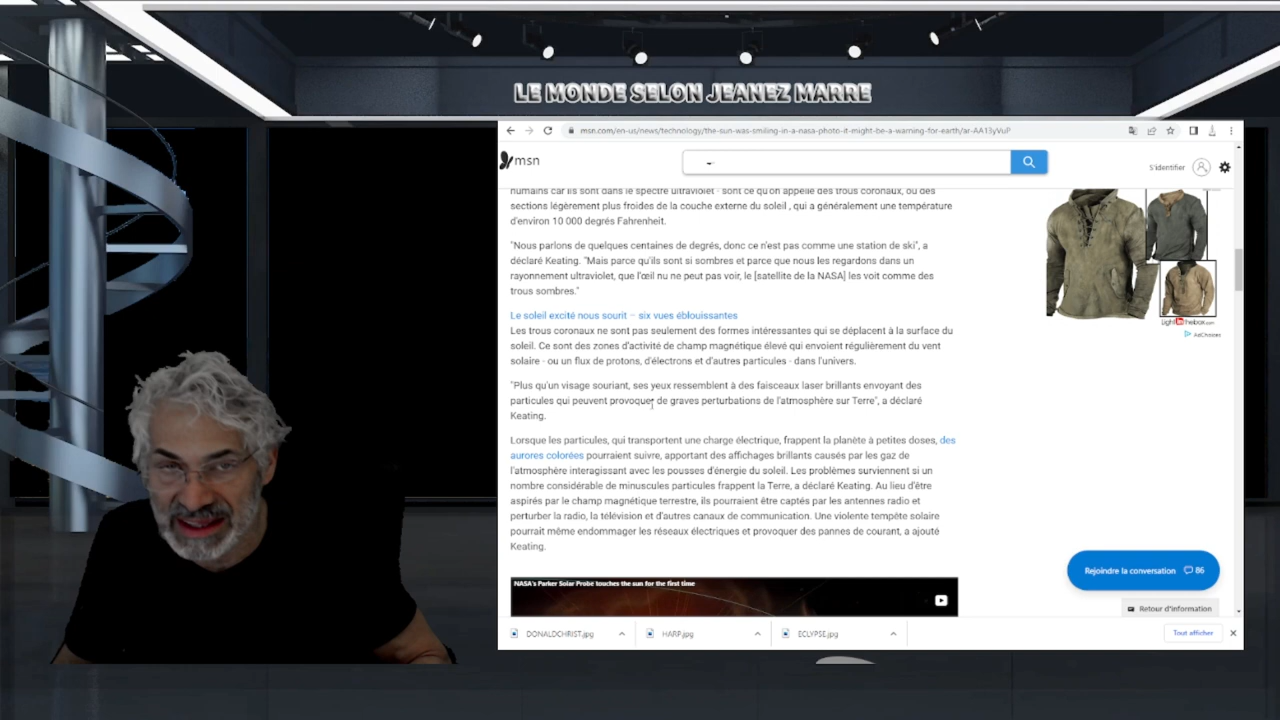 LE MONDE SELON JEANEZ MARRE
msn.com/en-us/news/technology/the-sun-was-smiling-in-a-nasa-photo-it-might-be-a-warning-for-earth/ar-AA13yVuP
msn
S'identifier
humains car ils sont dans le spectre ultraviolet - sont ce qu'on appelle des trous coronaux, ou des
sections légèrement plus froides de la couche externe du soleil , qui a généralement une température
d'environ 10 000 degrés Fahrenheit.
"Nous parlons de quelques centaines de degrés, donc ce n'est pas comme une station de ski", a
déclaré Keating. "Mais parce qu'ils sont si sombres et parce que nous les regardons dans un
rayonnement ultraviolet, que l'œil nu ne peut pas voir, le [satellite de la NASA] les voit comme des
trous sombres."
Le soleil excité nous sourit – six vues éblouissantes
Les trous coronaux ne sont pas seulement des formes intéressantes qui se déplacent à la surface du
soleil. Ce sont des zones d'activité de champ magnétique élevé qui envoient régulièrement du vent
solaire - ou un flux de protons, d'électrons et d'autres particules - dans l'univers.
"Plus qu'un visage souriant, ses yeux ressemblent à des faisceaux laser brillants envoyant des
particules qui peuvent provoquer de graves perturbations de l'atmosphère sur Terre", a déclaré
Keating.
Lorsque les particules, qui transportent une charge électrique, frappent la planète à petites doses, des
aurores colorées pourraient suivre, apportant des affichages brillants causés par les gaz de
l'atmosphère interagissant avec les pousses d'énergie du soleil. Les problèmes surviennent si un
nombre considérable de minuscules particules frappent la Terre, a déclaré Keating. Au lieu d'être
aspirés par le champ magnétique terrestre, ils pourraient être captés par les antennes radio et
perturber la radio, la télévision et d'autres canaux de communication. Une violente tempête solaire
pourrait même endommager les réseaux électriques et provoquer des pannes de courant, a ajouté
Keating.
NASA's Parker Solar Probe touches the sun for the first time
LightInthebox.com
AdChoices
Rejoindre la conversation 86
Retour d'information
DONALDCHRIST.jpg
HARP.jpg
ECLYPSE.jpg
Tout afficher